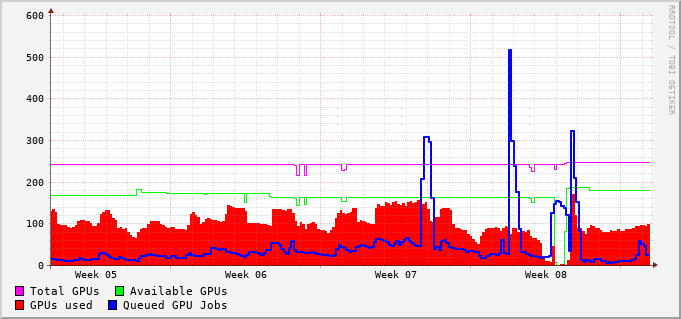 600
500
400
300
200
100
0
Week 05 Week 06 Week 07 Week 08
Total GPUs Available GPUs
GPUs used Queued GPU Jobs
RRDTOOL / TOBI OETIKER